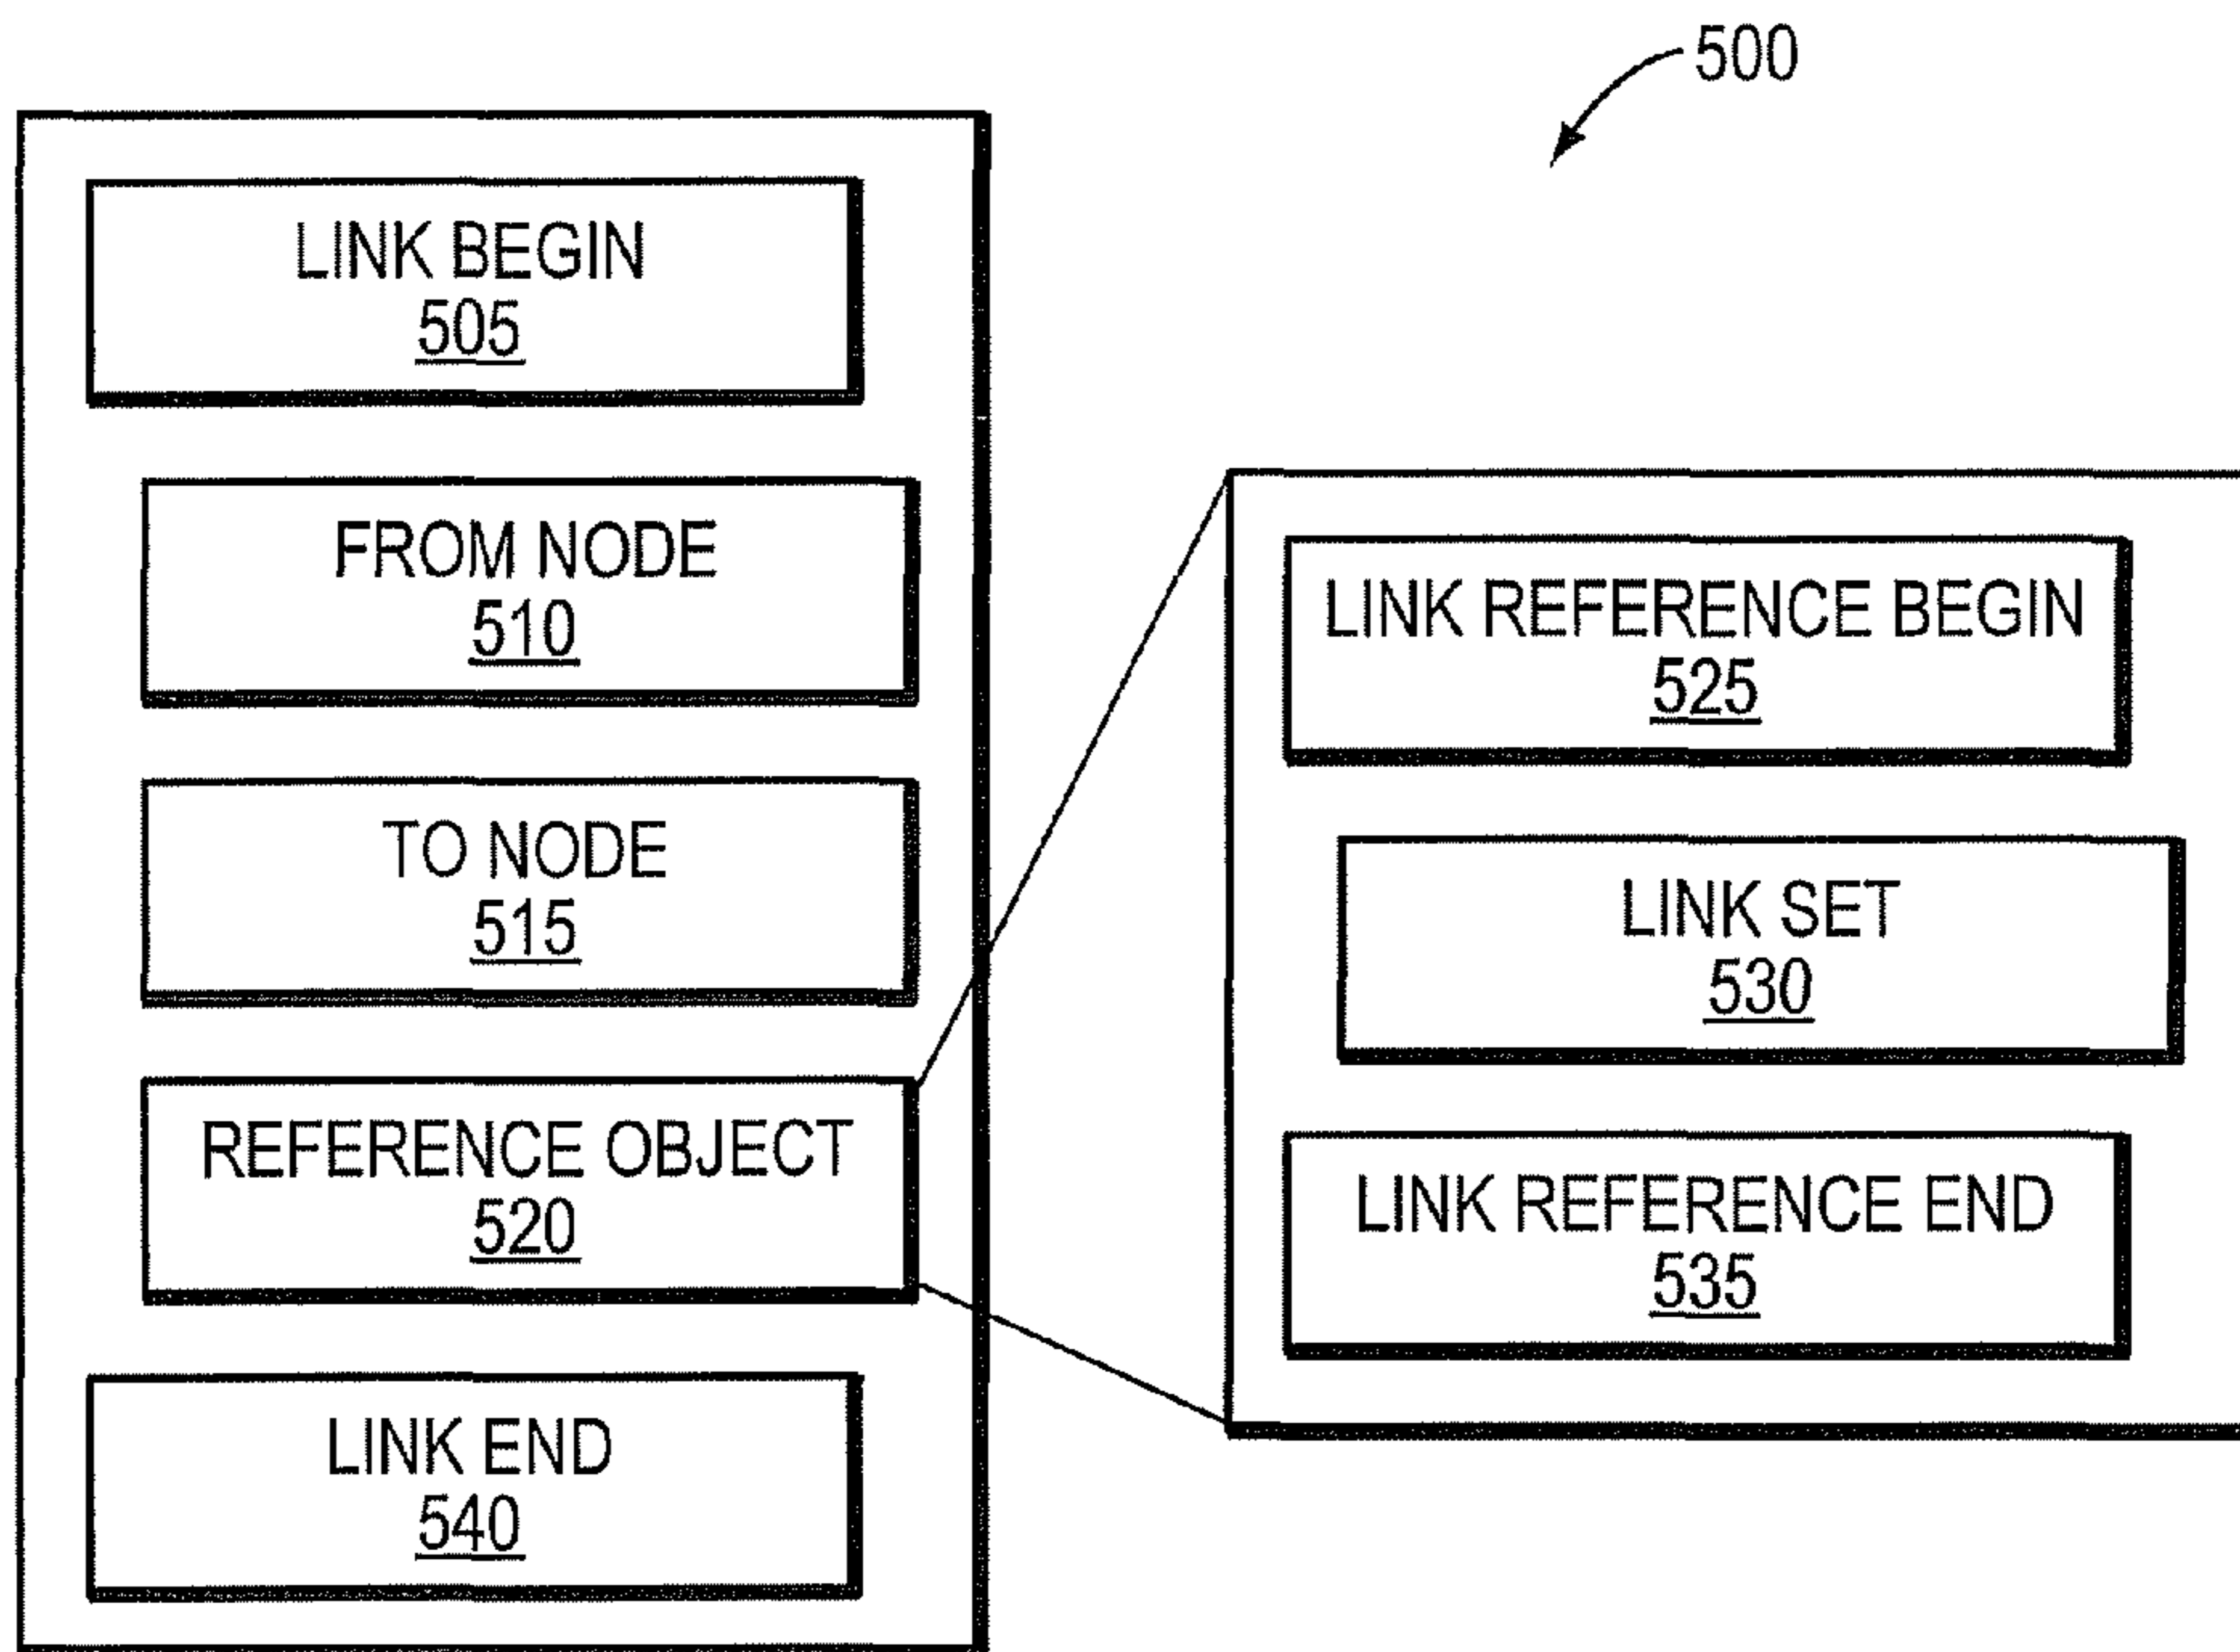 500
LINK BEGIN
505
FROM NODE
510
TO NODE
515
REFERENCE OBJECT
520
LINK END
540
LINK REFERENCE BEGIN
525
LINK SET
530
LINK REFERENCE END
535